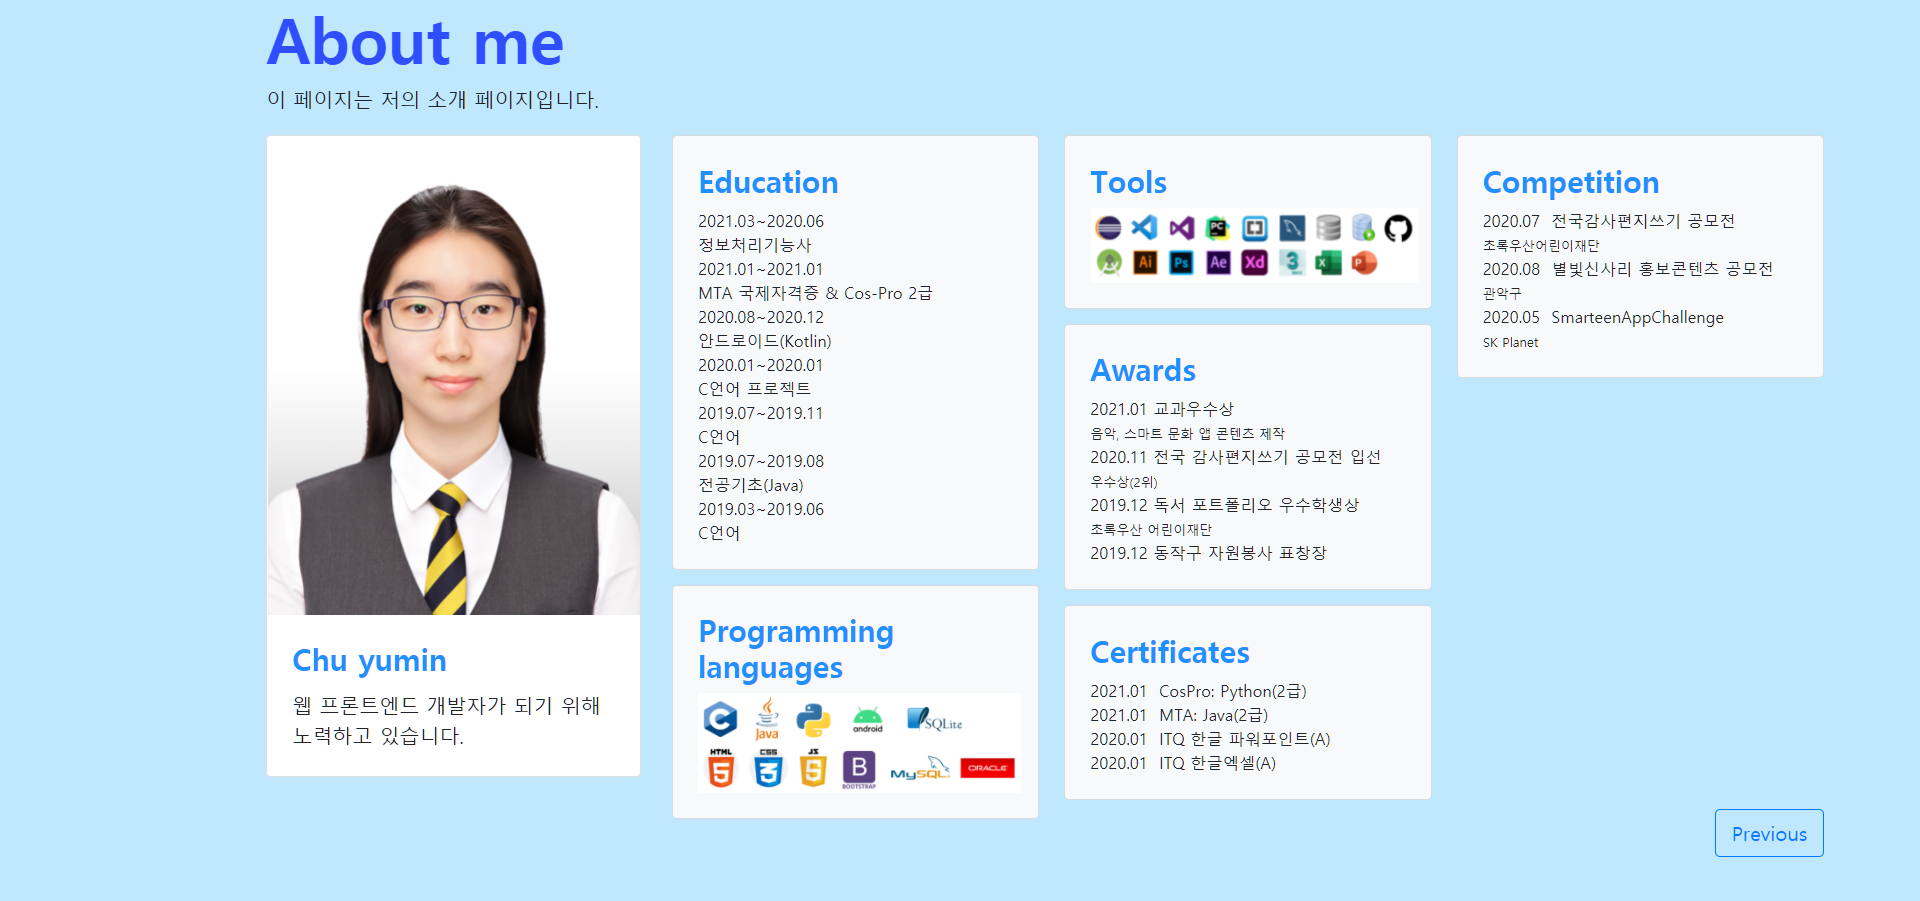 About me
이 페이지는 저의 소개 페이지입니다.
Chu yumin
웹 프론트엔드 개발자가 되기 위해
노력하고 있습니다.
Education
2021.03~2020.06
정보처리기능사
2021.01~2021.01
MTA 국제자격증 & Cos-Pro 2급
2020.08~2020.12
안드로이드(Kotlin)
2020.01~2020.01
C언어 프로젝트
2019.07~2019.11
C언어
2019.07~2019.08
전공기초(Java)
2019.03~2019.06
C언어
Programming
languages
C Java android SQLite
HTML 5 CSS 3 JS 5 B BOOTSTRAP MySQL ORACLE
Tools
PC
Ai Ps Ae Xd 3 X P
Awards
2021.01 교과우수상
음악, 스마트 문화 앱 콘텐츠 제작
2020.11 전국 감사편지쓰기 공모전 입선
우수상(2위)
2019.12 독서 포트폴리오 우수학생상
초록우산 어린이재단
2019.12 동작구 자원봉사 표창장
Certificates
2021.01 CosPro: Python(2급)
2021.01 MTA: Java(2급)
2020.01 ITQ 한글 파워포인트(A)
2020.01 ITQ 한글엑셀(A)
Competition
2020.07 전국감사편지쓰기 공모전
초록우산어린이재단
2020.08 별빛신사리 홍보콘텐츠 공모전
관악구
2020.05 SmarteenAppChallenge
SK Planet
Previous